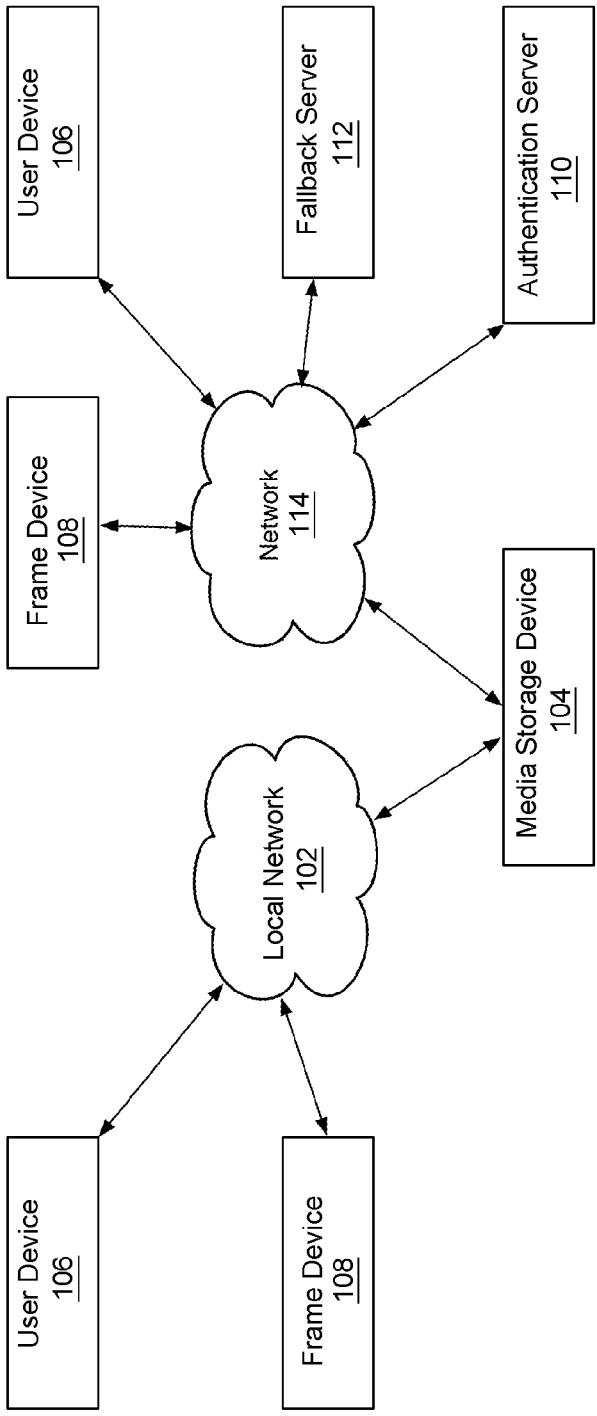 User Device
106
Frame Device
108
Local Network
102
Media Storage Device
104
Frame Device
108
Network
114
User Device
106
Fallback Server
112
Authentication Server
110